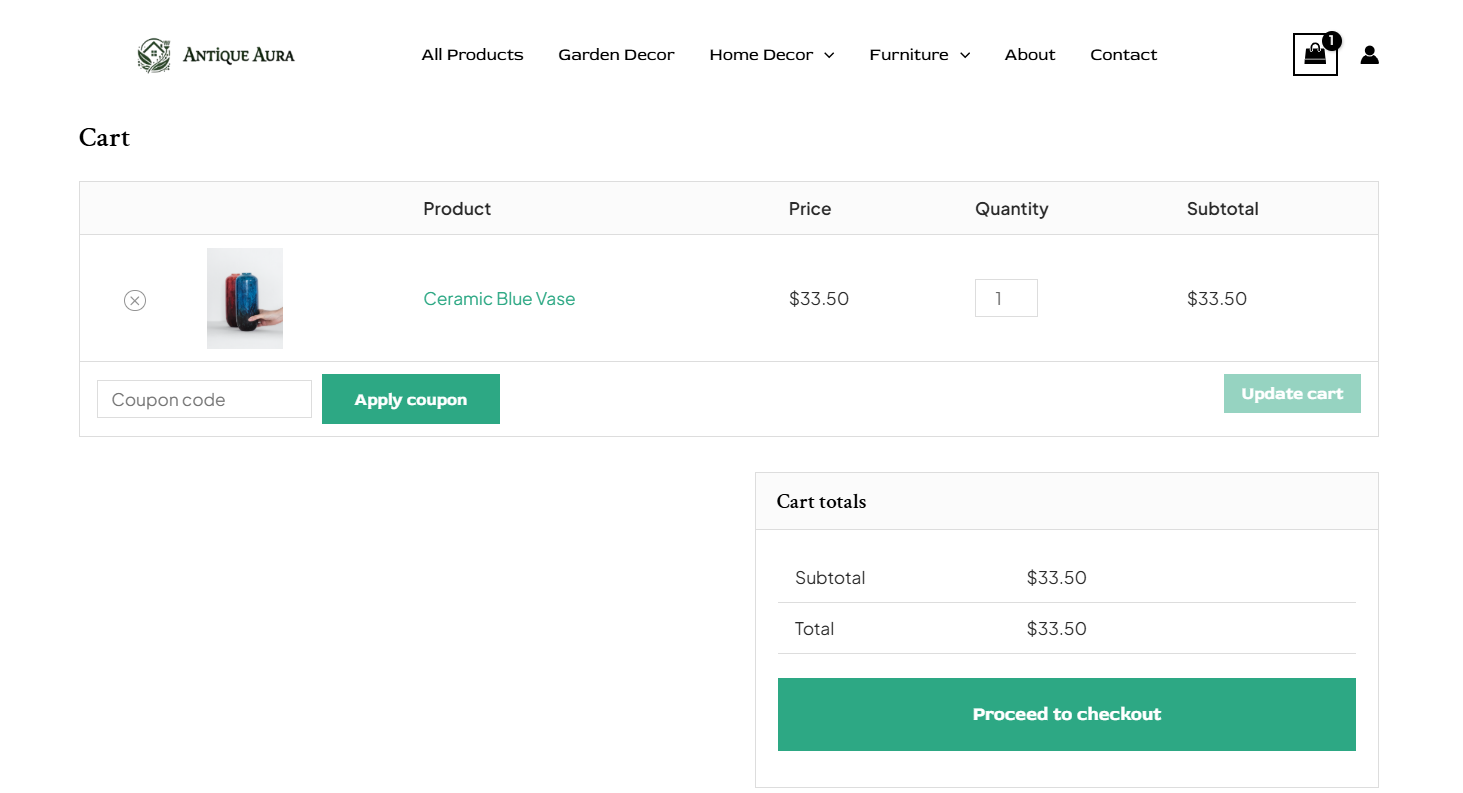 ANTIQUE AURA
All Products Garden Decor Home Decor Furniture About Contact
1
Cart
Product Price Quantity Subtotal
Ceramic Blue Vase $33.50 1 $33.50
Coupon code Apply coupon Update cart
Cart totals
Subtotal $33.50
Total $33.50
Proceed to checkout